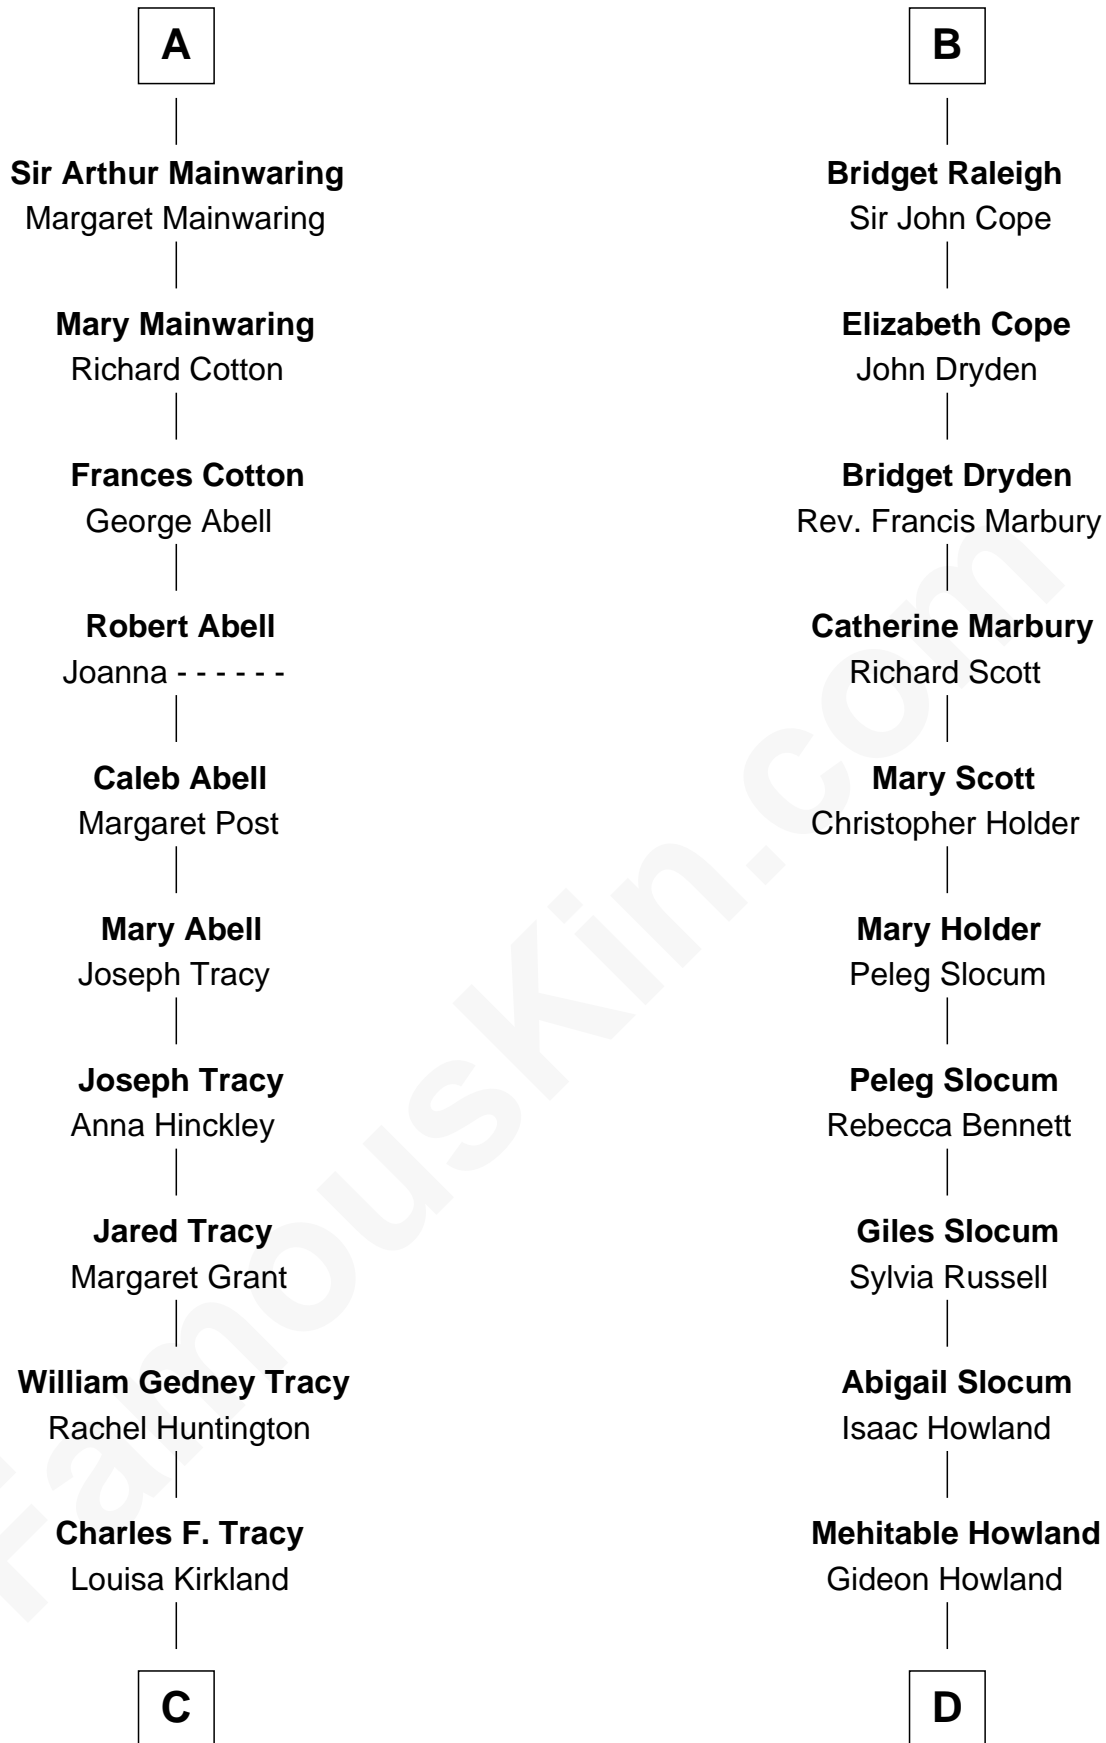 A
Sir Arthur Mainwaring
Margaret Mainwaring
Mary Mainwaring
Richard Cotton
Frances Cotton
George Abell
Robert Abell
Joanna - - - - - -
Caleb Abell
Margaret Post
Mary Abell
Joseph Tracy
Joseph Tracy
Anna Hinckley
Jared Tracy
Margaret Grant
William Gedney Tracy
Rachel Huntington
Charles F. Tracy
Louisa Kirkland
C
B
Bridget Raleigh
Sir John Cope
Elizabeth Cope
John Dryden
Bridget Dryden
Rev. Francis Marbury
Catherine Marbury
Richard Scott
Mary Scott
Christopher Holder
Mary Holder
Peleg Slocum
Peleg Slocum
Rebecca Bennett
Giles Slocum
Sylvia Russell
Abigail Slocum
Isaac Howland
Mehitable Howland
Gideon Howland
D
FamousKin.com